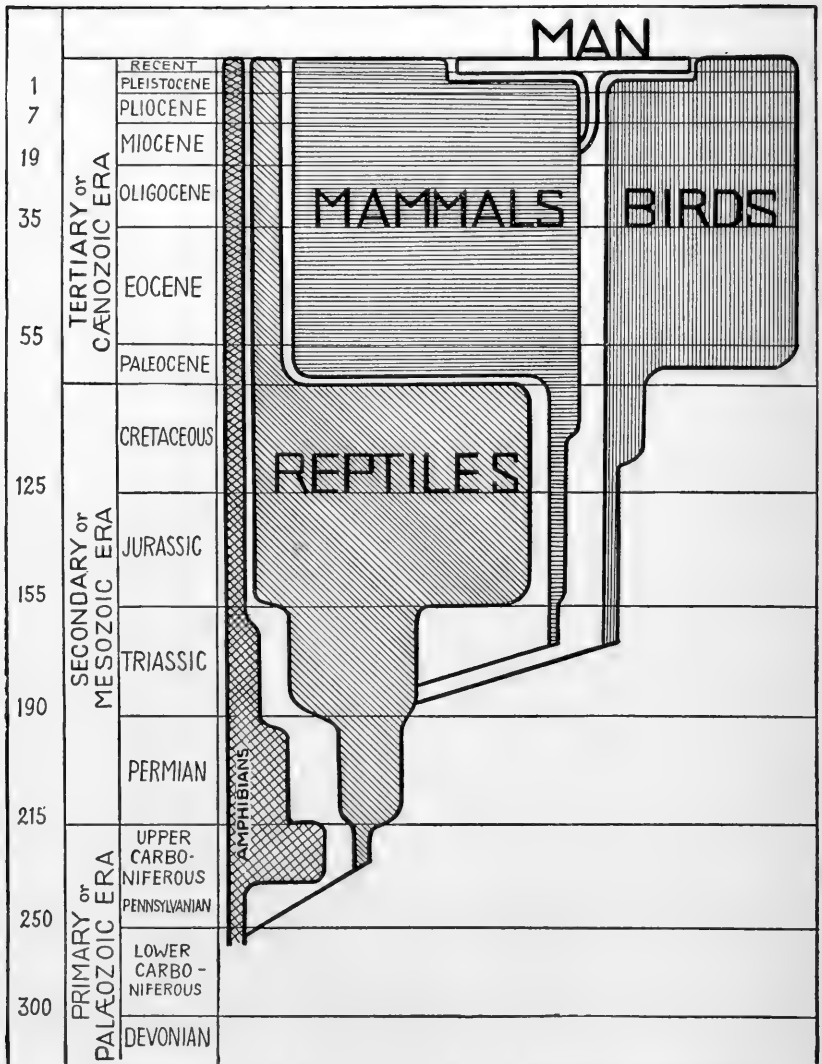 MAN
RECENT
1
PLEISTOCENE
7
PLIOCENE
19
MIOCENE
35
OLIGOCENE
MAMMALS
BIRDS
TERTIARY or
CÆNOZOIC ERA
EOCENE
55
PALEOCENE
CRETACEOUS
REPTILES
125
JURASSIC
SECONDARY or
MESOZOIC ERA
155
TRIASSIC
190
PERMIAN
AMPHIBIANS
215
UPPER
CARBO-
NIFEROUS
PENNSYLVANIAN
250
PRIMARY or
PALÆOZOIC ERA
LOWER
CARBO-
NIFEROUS
300
DEVONIAN